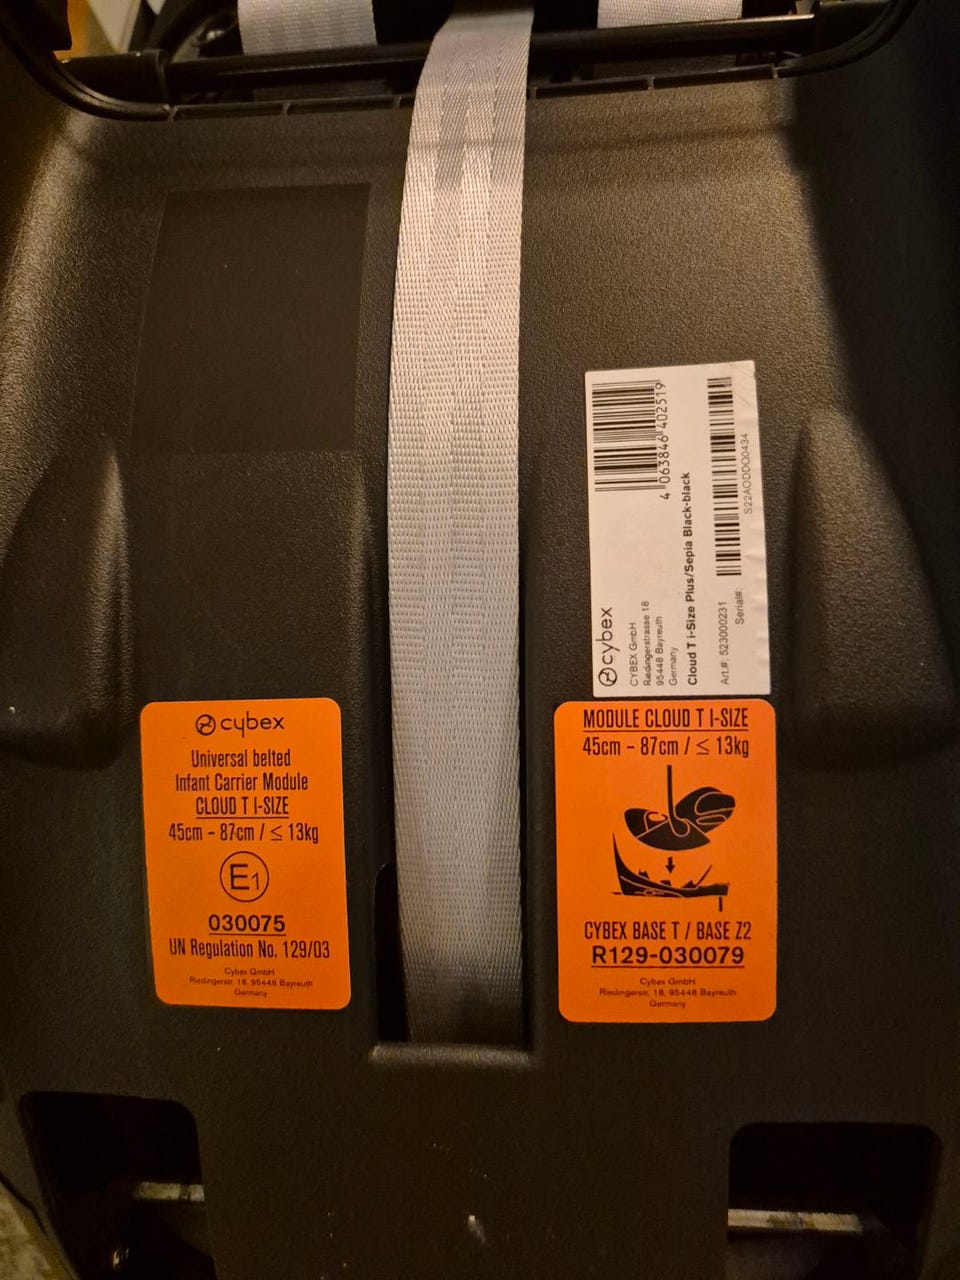 4 063846 402519
cybex
CYBEX GmbH
Riedingerstrasse 18
95448 Bayreuth
Germany
Cloud T i-Size Plus/Sepia Black-black
Art.#: 523000231
Serial#:
cybex
Universal belted
Infant Carrier Module
CLOUD T I-SIZE
45cm - 87cm / ≤ 13kg
E1
030075
UN Regulation No. 129/03
Cybex GmbH
Riedingerstr. 18, 95448 Bayreuth
Germany
MODULE CLOUD T I-SIZE
45cm - 87cm / ≤ 13kg
CYBEX BASE T / BASE Z2
R129-030079
Cybex GmbH
Riedingerstr. 18, 95448 Bayreuth
Germany